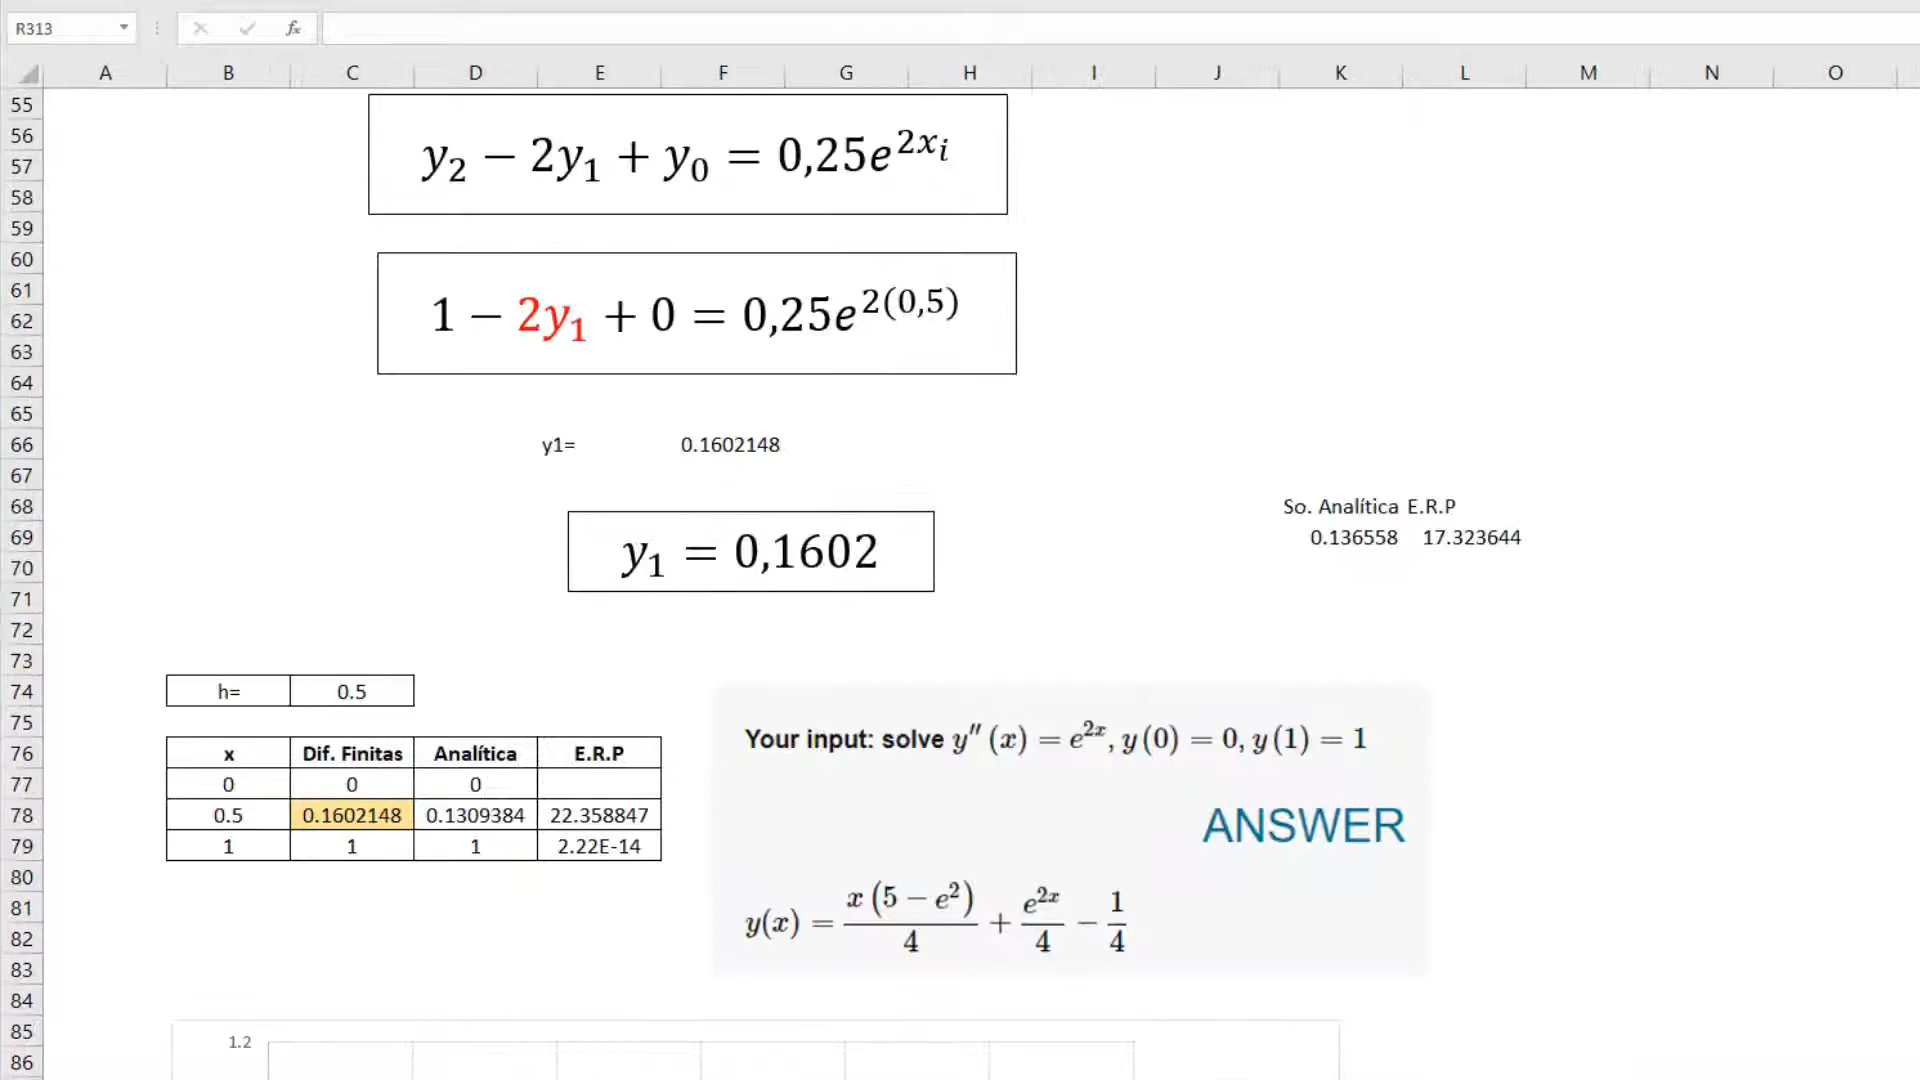 R313
fx
A B C D E F G H I J K L M N O
55
y₂ − 2y₁ + y₀ = 0,25e^{2xᵢ}
56
57
58
59
60
1 − 2y₁ + 0 = 0,25e^{2(0,5)}
61
62
63
64
65
66 y1= 0.1602148
67
68 So. Analítica E.R.P
69 0.136558 17.323644
y₁ = 0,1602
70
71
72
73
74 h= 0.5
75
76 x Dif. Finitas Analítica E.R.P
77 0 0 0
78 0.5 0.1602148 0.1309384 22.358847
79 1 1 1 2.22E-14
80
81
82
83
84
85
86
Your input: solve y″(x) = e^{2x}, y(0) = 0, y(1) = 1
ANSWER
y(x) = x(5 − e²)/4 + e^{2x}/4 − 1/4
1.2